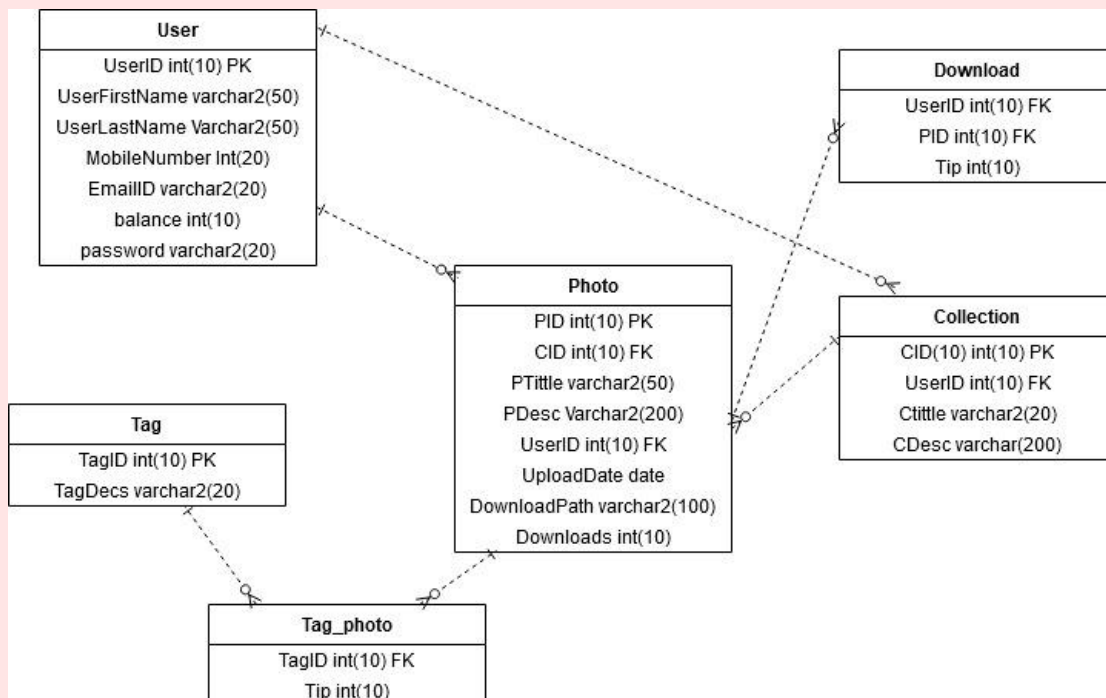 User
UserID int(10) PK
UserFirstName varchar2(50)
UserLastName Varchar2(50)
MobileNumber Int(20)
EmailID varchar2(20)
balance int(10)
password varchar2(20)
Download
UserID int(10) FK
PID int(10) FK
Tip int(10)
Photo
PID int(10) PK
CID int(10) FK
PTittle varchar2(50)
PDesc Varchar2(200)
UserID int(10) FK
UploadDate date
DownloadPath varchar2(100)
Downloads int(10)
Collection
CID(10) int(10) PK
UserID int(10) FK
Ctittle varchar2(20)
CDesc varchar(200)
Tag
TagID int(10) PK
TagDecs varchar2(20)
Tag_photo
TagID int(10) FK
Tip int(10)